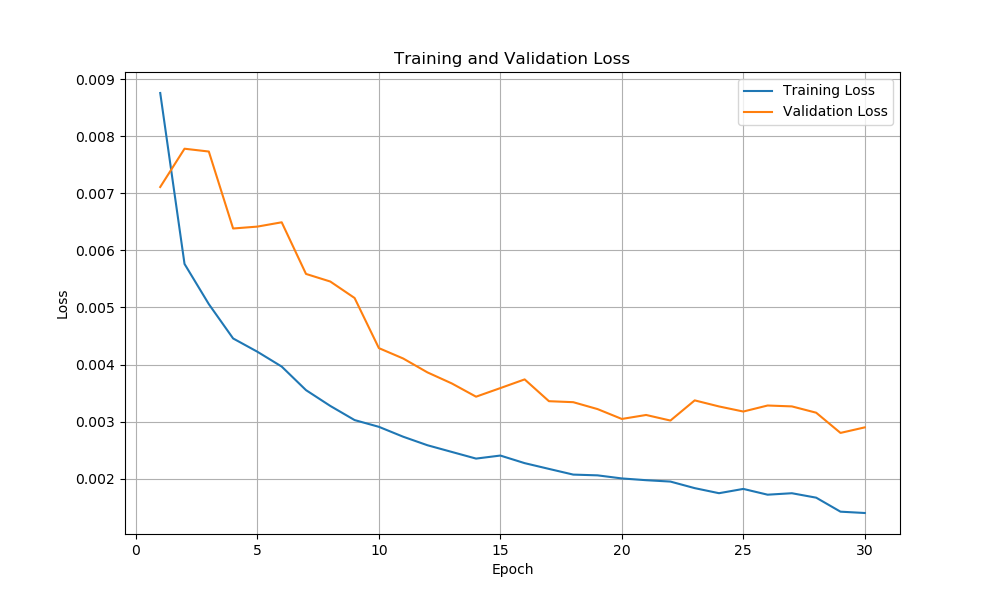 Training and Validation Loss
Training Loss
Validation Loss
0.009
0.008
0.007
0.006
0.005
0.004
0.003
0.002
Loss
0 5 10 15 20 25 30
Epoch